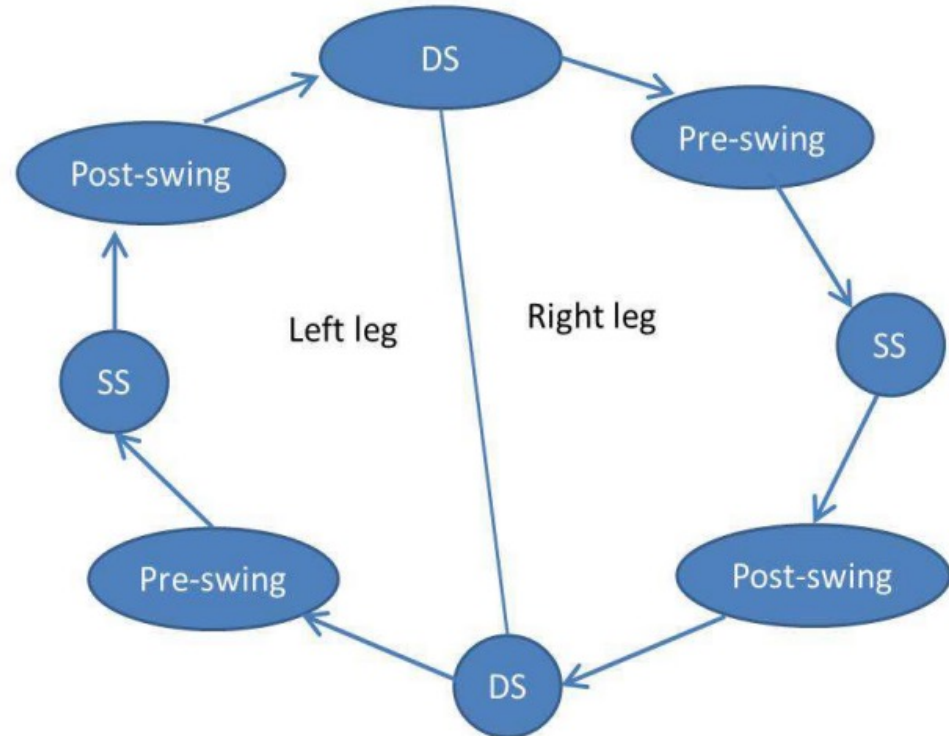 DS
Post-swing
Pre-swing
Left leg
Right leg
SS
SS
Pre-swing
Post-swing
DS